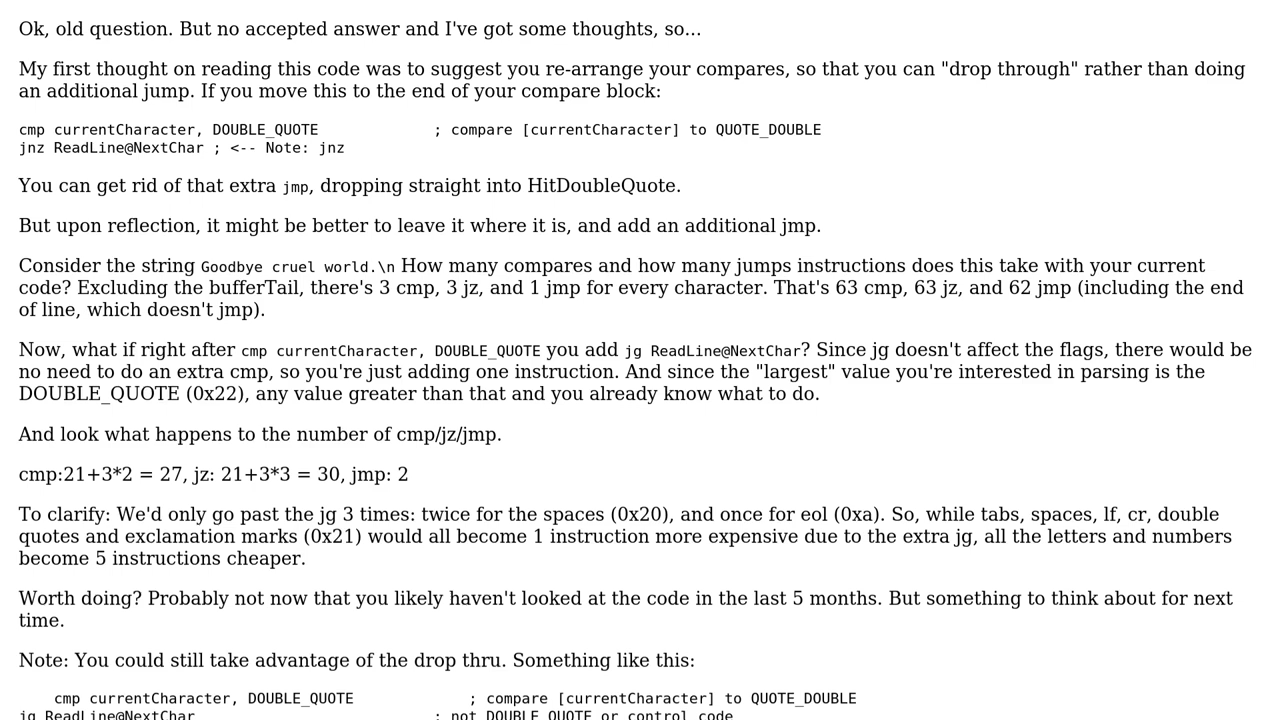 Ok, old question. But no accepted answer and I've got some thoughts, so...
My first thought on reading this code was to suggest you re-arrange your compares, so that you can "drop through" rather than doing
an additional jump. If you move this to the end of your compare block:
cmp currentCharacter, DOUBLE_QUOTE             ; compare [currentCharacter] to QUOTE_DOUBLE
jnz ReadLine@NextChar ; <-- Note: jnz
You can get rid of that extra jmp, dropping straight into HitDoubleQuote.
But upon reflection, it might be better to leave it where it is, and add an additional jmp.
Consider the string Goodbye cruel world.\n How many compares and how many jumps instructions does this take with your current
code? Excluding the bufferTail, there's 3 cmp, 3 jz, and 1 jmp for every character. That's 63 cmp, 63 jz, and 62 jmp (including the end
of line, which doesn't jmp).
Now, what if right after cmp currentCharacter, DOUBLE_QUOTE you add jg ReadLine@NextChar? Since jg doesn't affect the flags, there would be
no need to do an extra cmp, so you're just adding one instruction. And since the "largest" value you're interested in parsing is the
DOUBLE_QUOTE (0x22), any value greater than that and you already know what to do.
And look what happens to the number of cmp/jz/jmp.
cmp:21+3*2 = 27, jz: 21+3*3 = 30, jmp: 2
To clarify: We'd only go past the jg 3 times: twice for the spaces (0x20), and once for eol (0xa). So, while tabs, spaces, lf, cr, double
quotes and exclamation marks (0x21) would all become 1 instruction more expensive due to the extra jg, all the letters and numbers
become 5 instructions cheaper.
Worth doing? Probably not now that you likely haven't looked at the code in the last 5 months. But something to think about for next
time.
Note: You could still take advantage of the drop thru. Something like this:
    cmp currentCharacter, DOUBLE_QUOTE             ; compare [currentCharacter] to QUOTE_DOUBLE
jg ReadLine@NextChar                           ; not DOUBLE_QUOTE or control code